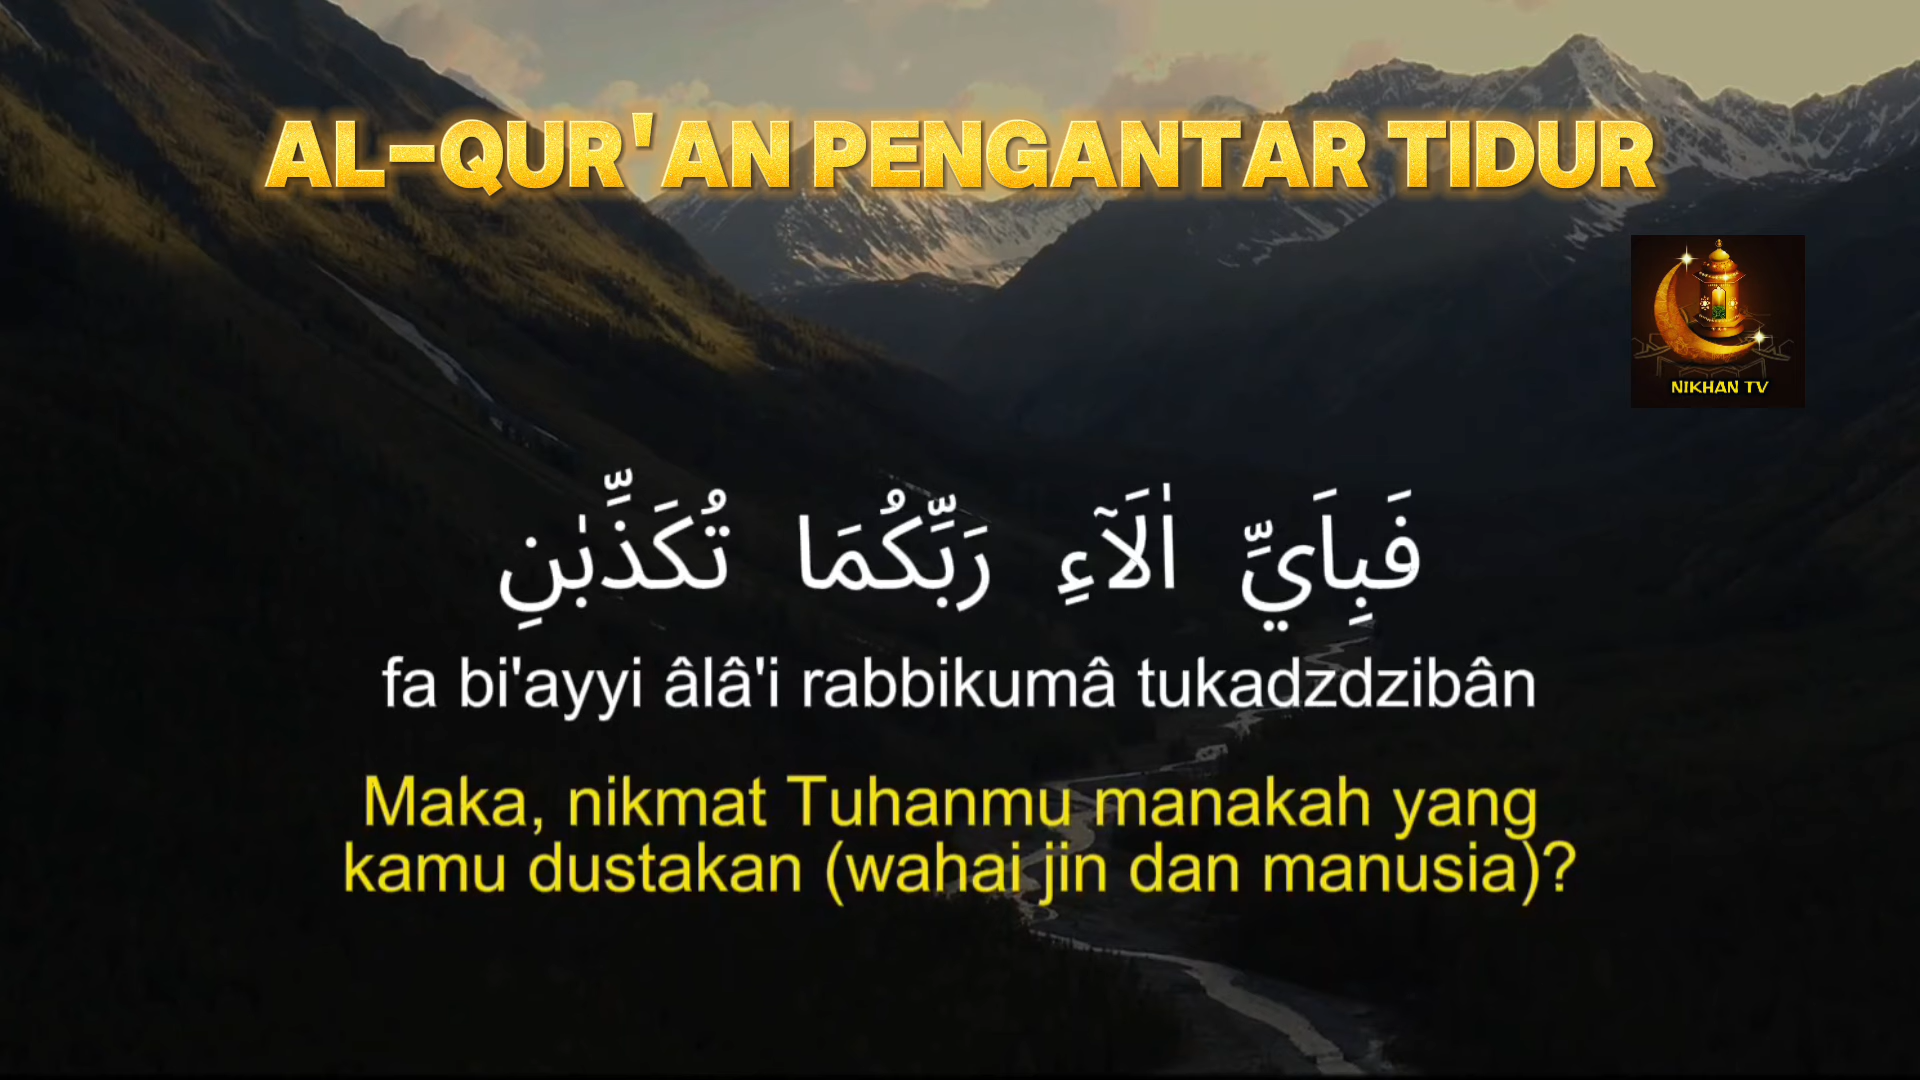 AL-QUR'AN PENGANTAR TIDUR
NIKHAN TV
فَبِاَيِّ اٰلَاۤءِ رَبِّكُمَا تُكَذِّبٰنِ
fa bi'ayyi âlâ'i rabbikumâ tukadzdzibân
Maka, nikmat Tuhanmu manakah yang
kamu dustakan (wahai jin dan manusia)?